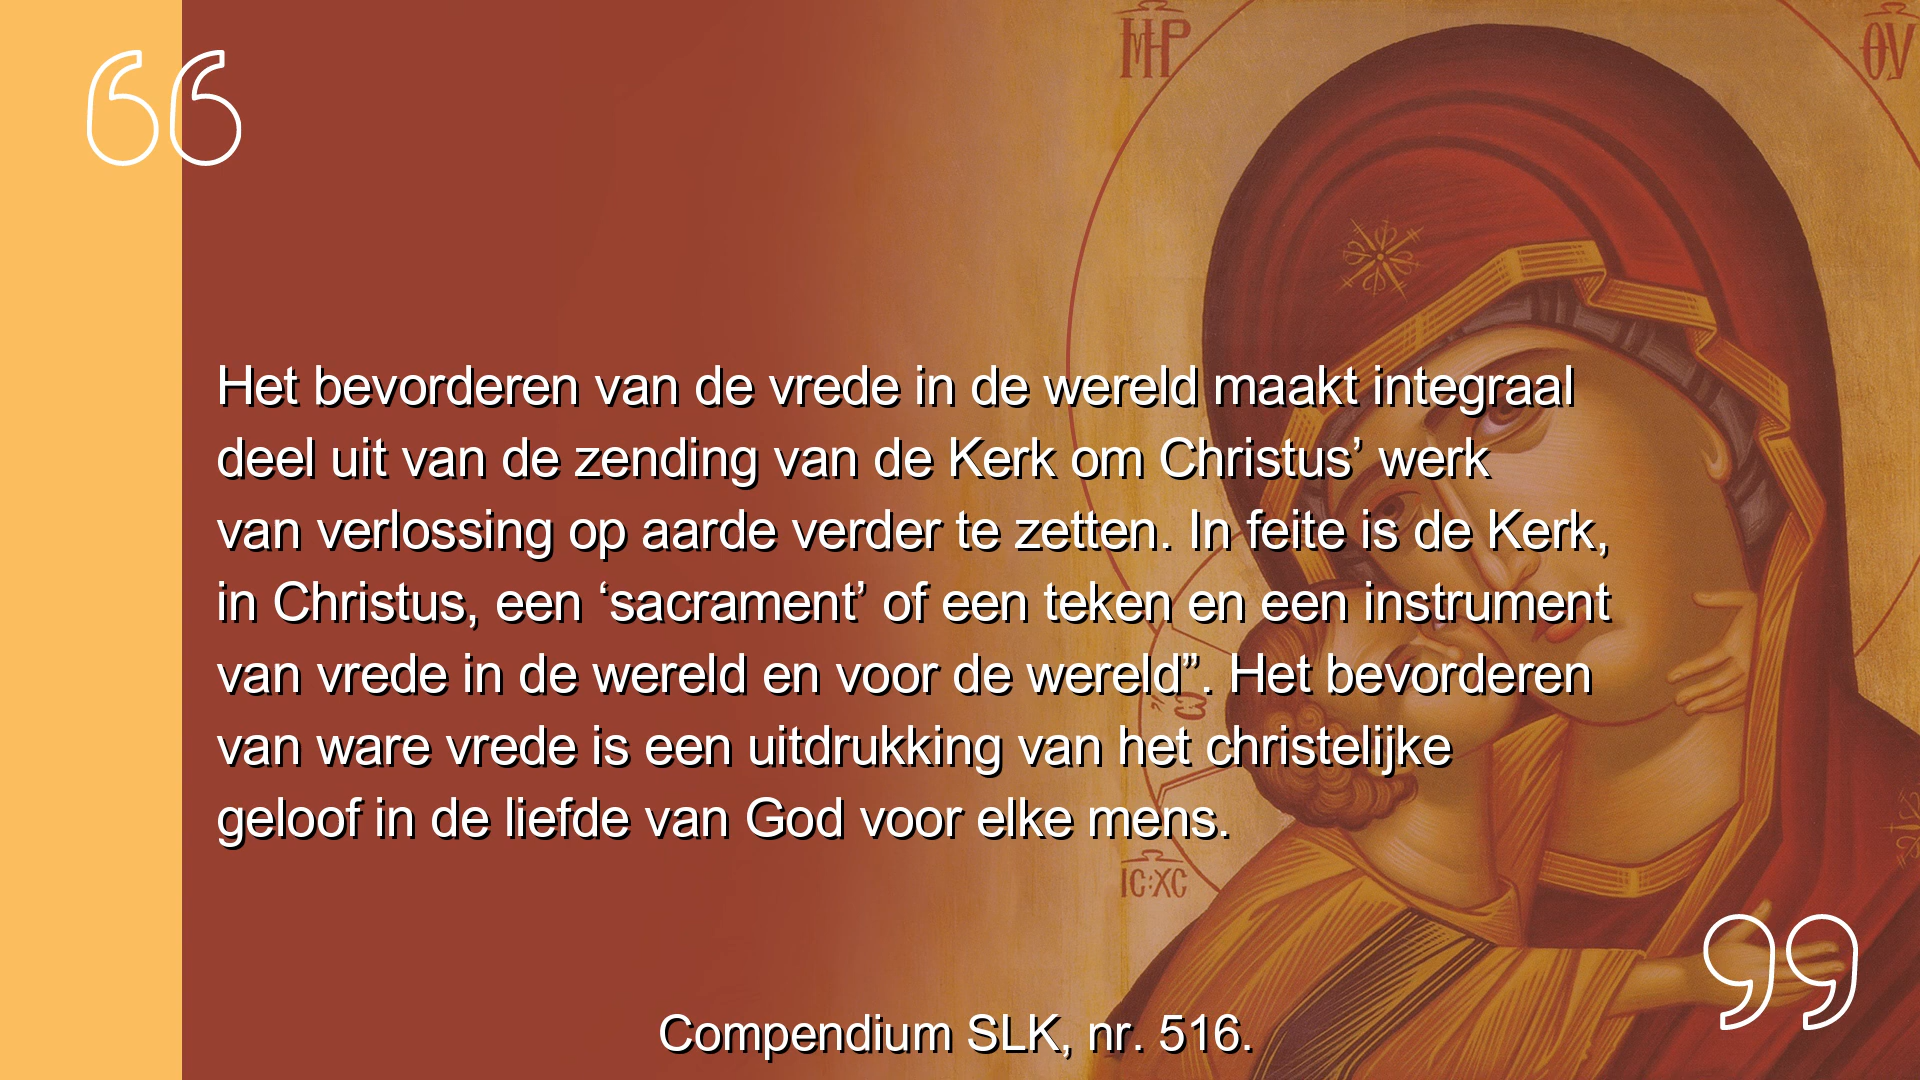 ΜΗΡ ΘΥ
Het bevorderen van de vrede in de wereld maakt integraal
deel uit van de zending van de Kerk om Christus’ werk
van verlossing op aarde verder te zetten. In feite is de Kerk,
in Christus, een ‘sacrament’ of een teken en een instrument
van vrede in de wereld en voor de wereld”. Het bevorderen
van ware vrede is een uitdrukking van het christelijke
geloof in de liefde van God voor elke mens.
IC:XC
Compendium SLK, nr. 516.